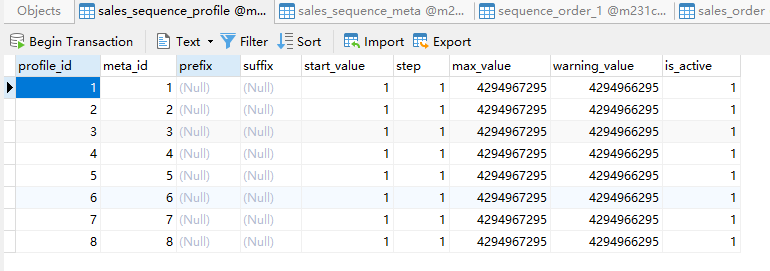 Objects sales_sequence_profile @m... sales_sequence_meta @m2... sequence_order_1 @m231c... sales_order
Begin Transaction Text Filter Sort Import Export
profile_id meta_id prefix suffix start_value step max_value warning_value is_active
1 1 (Null) (Null) 1 1 4294967295 4294966295 1
2 2 (Null) (Null) 1 1 4294967295 4294966295 1
3 3 (Null) (Null) 1 1 4294967295 4294966295 1
4 4 (Null) (Null) 1 1 4294967295 4294966295 1
5 5 (Null) (Null) 1 1 4294967295 4294966295 1
6 6 (Null) (Null) 1 1 4294967295 4294966295 1
7 7 (Null) (Null) 1 1 4294967295 4294966295 1
8 8 (Null) (Null) 1 1 4294967295 4294966295 1